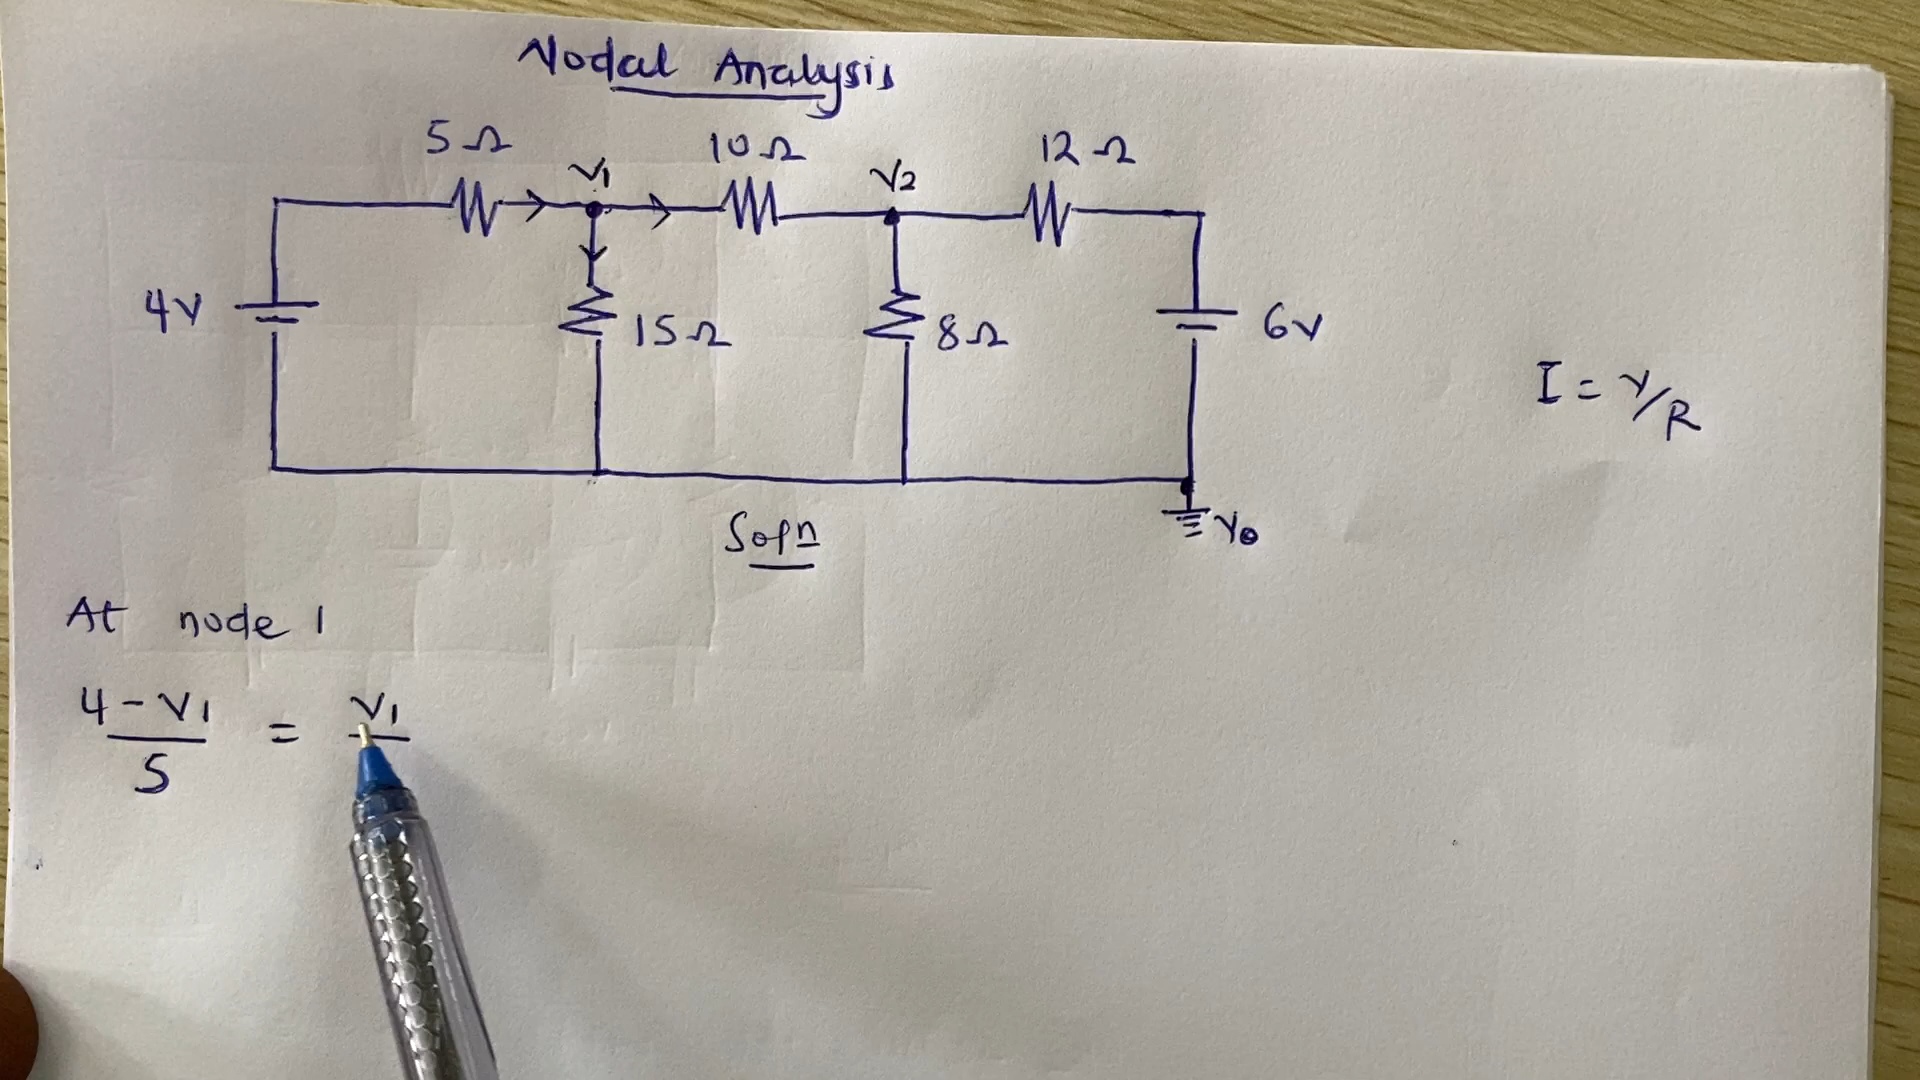 Nodal Analysis
5Ω V1 10Ω V2 12Ω
4V 15Ω 8Ω 6V
I = V/R
V0
Soln
At node 1
4 - V1 / 5 = V1